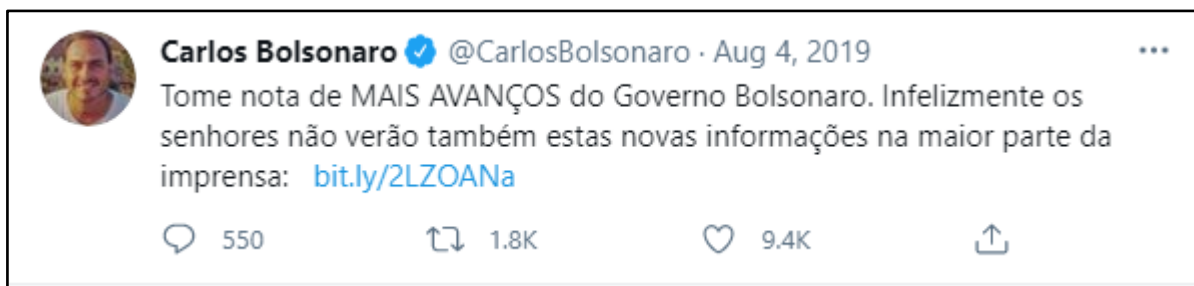 Carlos Bolsonaro @CarlosBolsonaro · Aug 4, 2019
Tome nota de MAIS AVANÇOS do Governo Bolsonaro. Infelizmente os
senhores não verão também estas novas informações na maior parte da
imprensa: bit.ly/2LZOANa
550 1.8K 9.4K